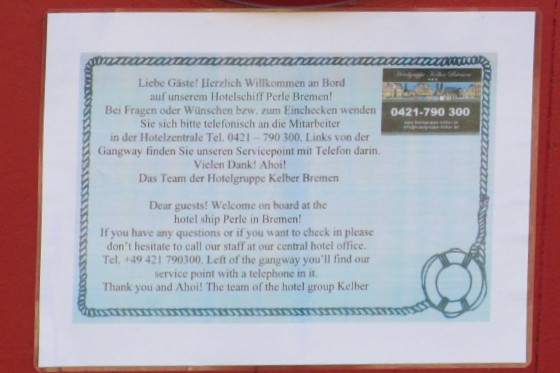 Liebe Gäste! Herzlich Willkommen an Bord
auf unserem Hotelschiff Perle Bremen!
Bei Fragen oder Wünschen bzw. zum Einchecken wenden
Sie sich bitte telefonisch an die Mitarbeiter
in der Hotelzentrale Tel. 0421 – 790 300. Links von der
Gangway finden Sie unseren Servicepoint mit Telefon darin.
Vielen Dank! Ahoi!
Das Team der Hotelgruppe Kelber Bremen
Hotelgruppe Kelber Bremen
0421-790 300
Dear guests! Welcome on board at the
hotel ship Perle in Bremen!
If you have any questions or if you want to check in please
don't hesitate to call our staff at our central hotel office.
Tel. +49 421 790300. Left of the gangway you'll find our
service point with a telephone in it.
Thank you and Ahoi! The team of the hotel group Kelber